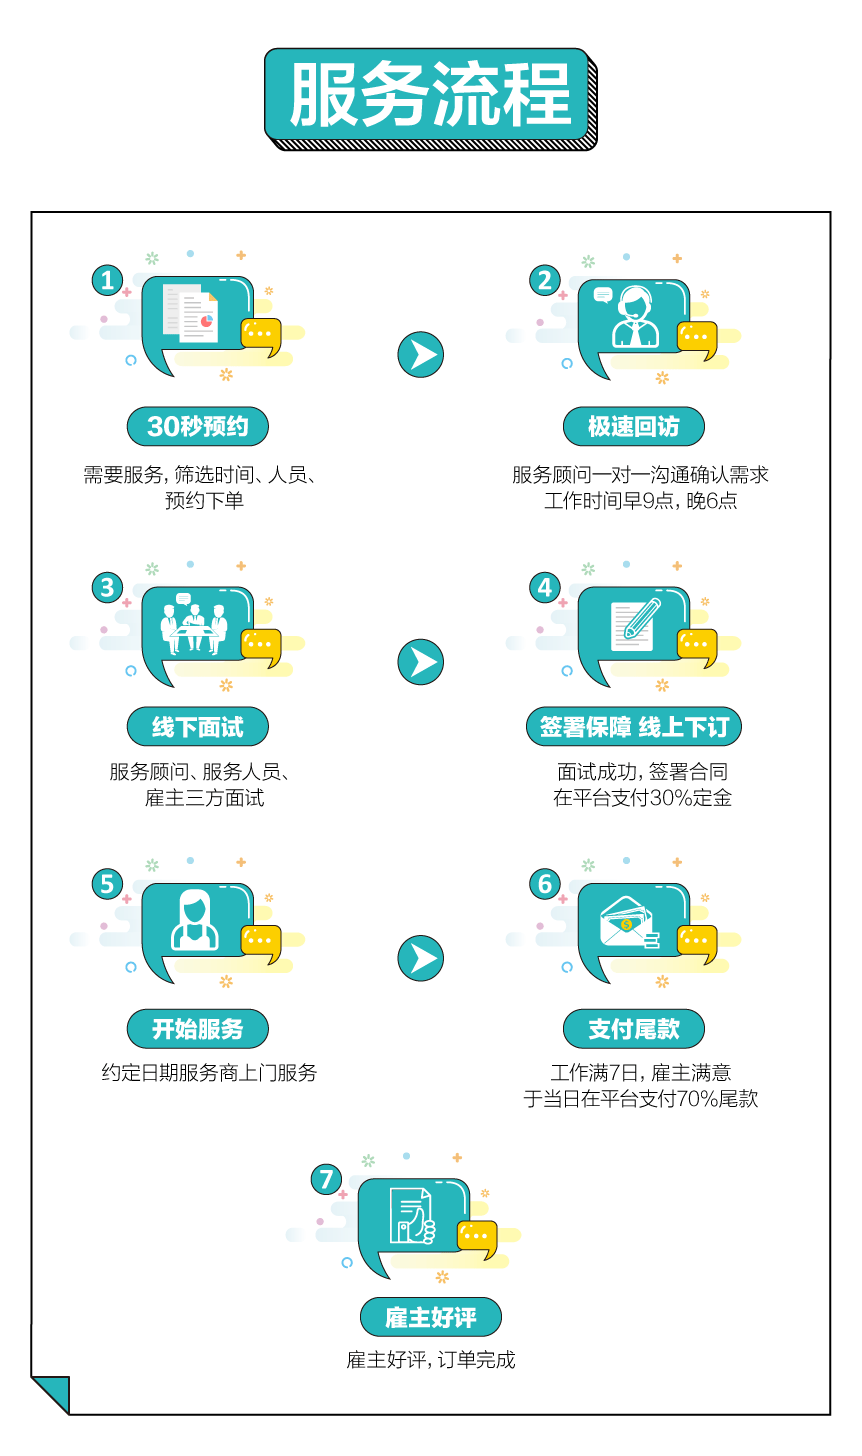 服务流程
1
30秒预约
需要服务，筛选时间、人员、
预约下单
2
极速回访
服务顾问一对一沟通确认需求
工作时间早9点，晚6点
3
线下面试
服务顾问、服务人员、
雇主三方面试
4
签署保障 线上下订
面试成功，签署合同
在平台支付30%定金
5
开始服务
约定日期服务商上门服务
6
支付尾款
工作满7日，雇主满意
于当日在平台支付70%尾款
7
雇主好评
雇主好评，订单完成